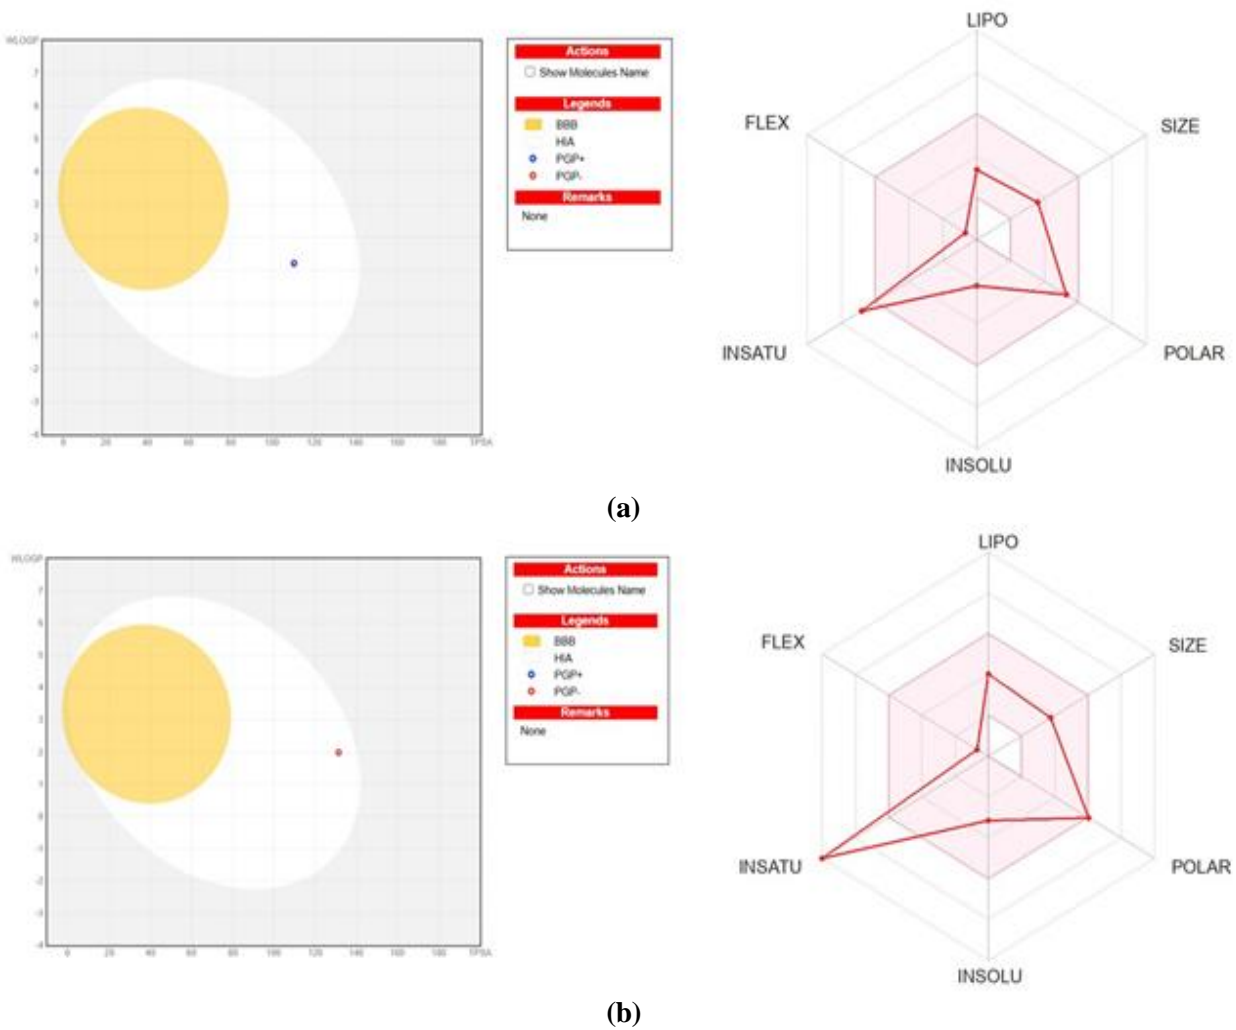 WLOGP
7
6
5
4
3
2
1
0
-1
-2
-3
-4
0 20 40 60 80 100 120 140 160 180 TPSA
Actions
Show Molecules Name
Legends
BBB
HIA
PGP+
PGP-
Remarks
None
LIPO
FLEX
SIZE
INSATU
POLAR
INSOLU
(a)
WLOGP
7
6
5
4
3
2
1
0
-1
-2
-3
-4
0 20 40 60 80 100 120 140 160 180 TPSA
Actions
Show Molecules Name
Legends
BBB
HIA
PGP+
PGP-
Remarks
None
LIPO
FLEX
SIZE
INSATU
POLAR
INSOLU
(b)